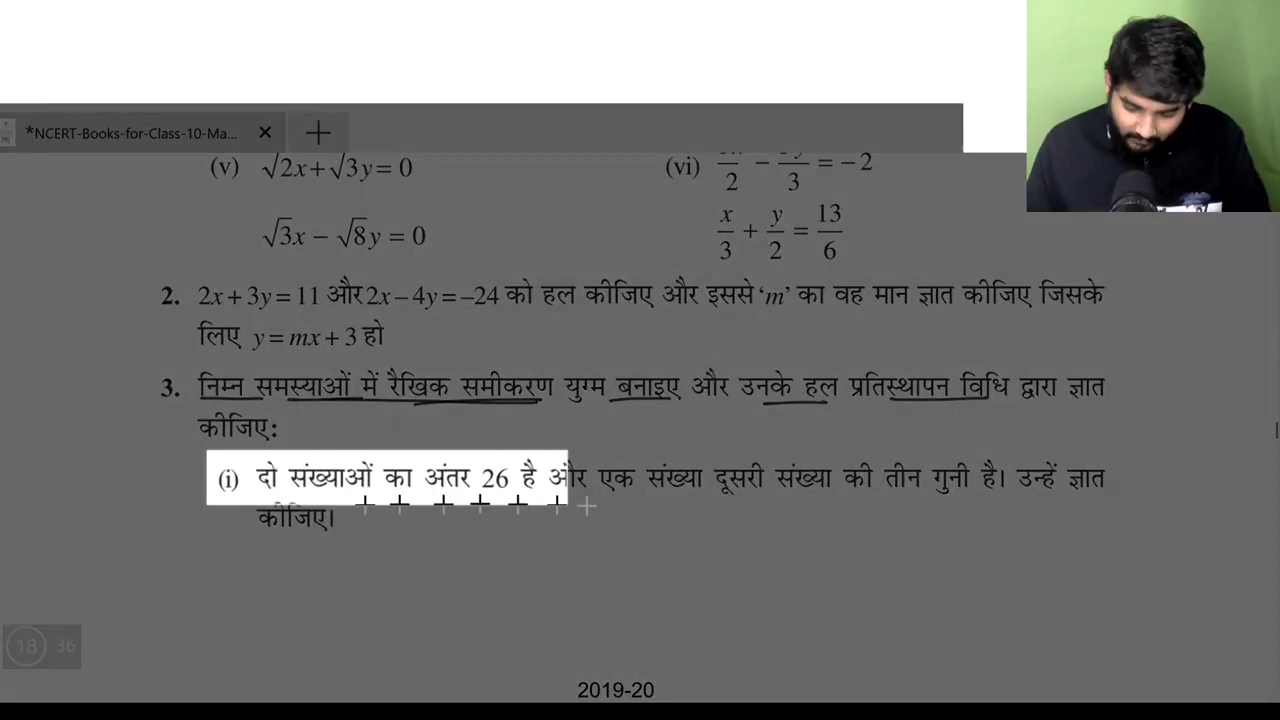 *NCERT-Books-for-Class-10-Ma...
(v) √2x+√3y=0
√3x − √8y = 0
(vi) /2 − /3 = −2
x/3 + y/2 = 13/6
2. 2x + 3y = 11 और 2x − 4y = −24 को हल कीजिए और इससे ‘m’ का वह मान ज्ञात कीजिए जिसके
लिए y = mx + 3 हो
3. निम्न समस्याओं में रैखिक समीकरण युग्म बनाइए और उनके हल प्रतिस्थापन विधि द्वारा ज्ञात
कीजिए:
(i) दो संख्याओं का अंतर 26 है और एक संख्या दूसरी संख्या की तीन गुनी है। उन्हें ज्ञात
कीजिए।
18 36
2019-20